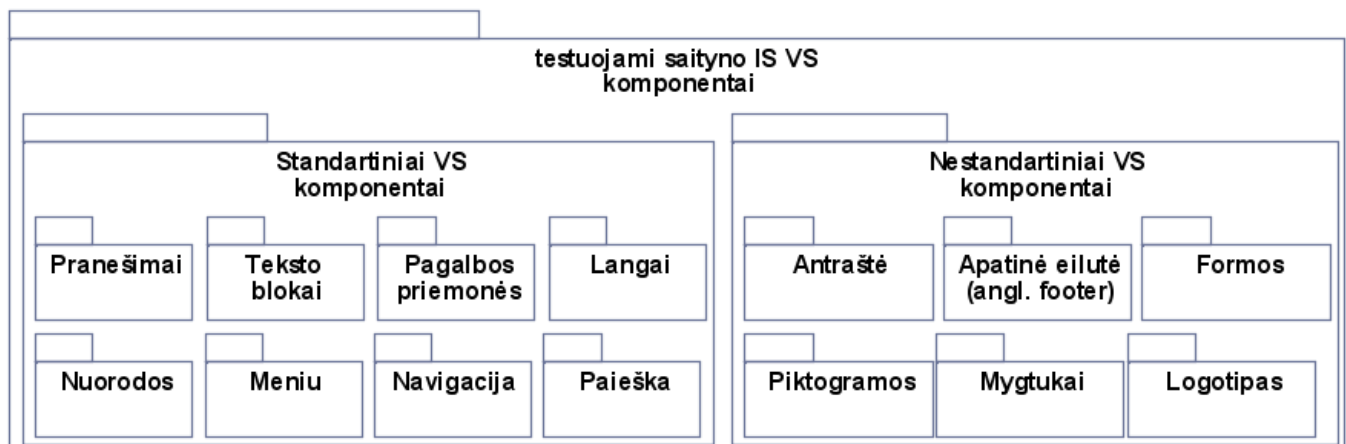 testuojami saityno IS VS
komponentai
Standartiniai VS
komponentai
Nestandartiniai VS
komponentai
Pranešimai
Teksto
blokai
Pagalbos
priemonės
Langai
Antraštė
Apatinė eilutė
(angl. footer)
Formos
Nuorodos
Meniu
Navigacija
Paieška
Piktogramos
Mygtukai
Logotipas